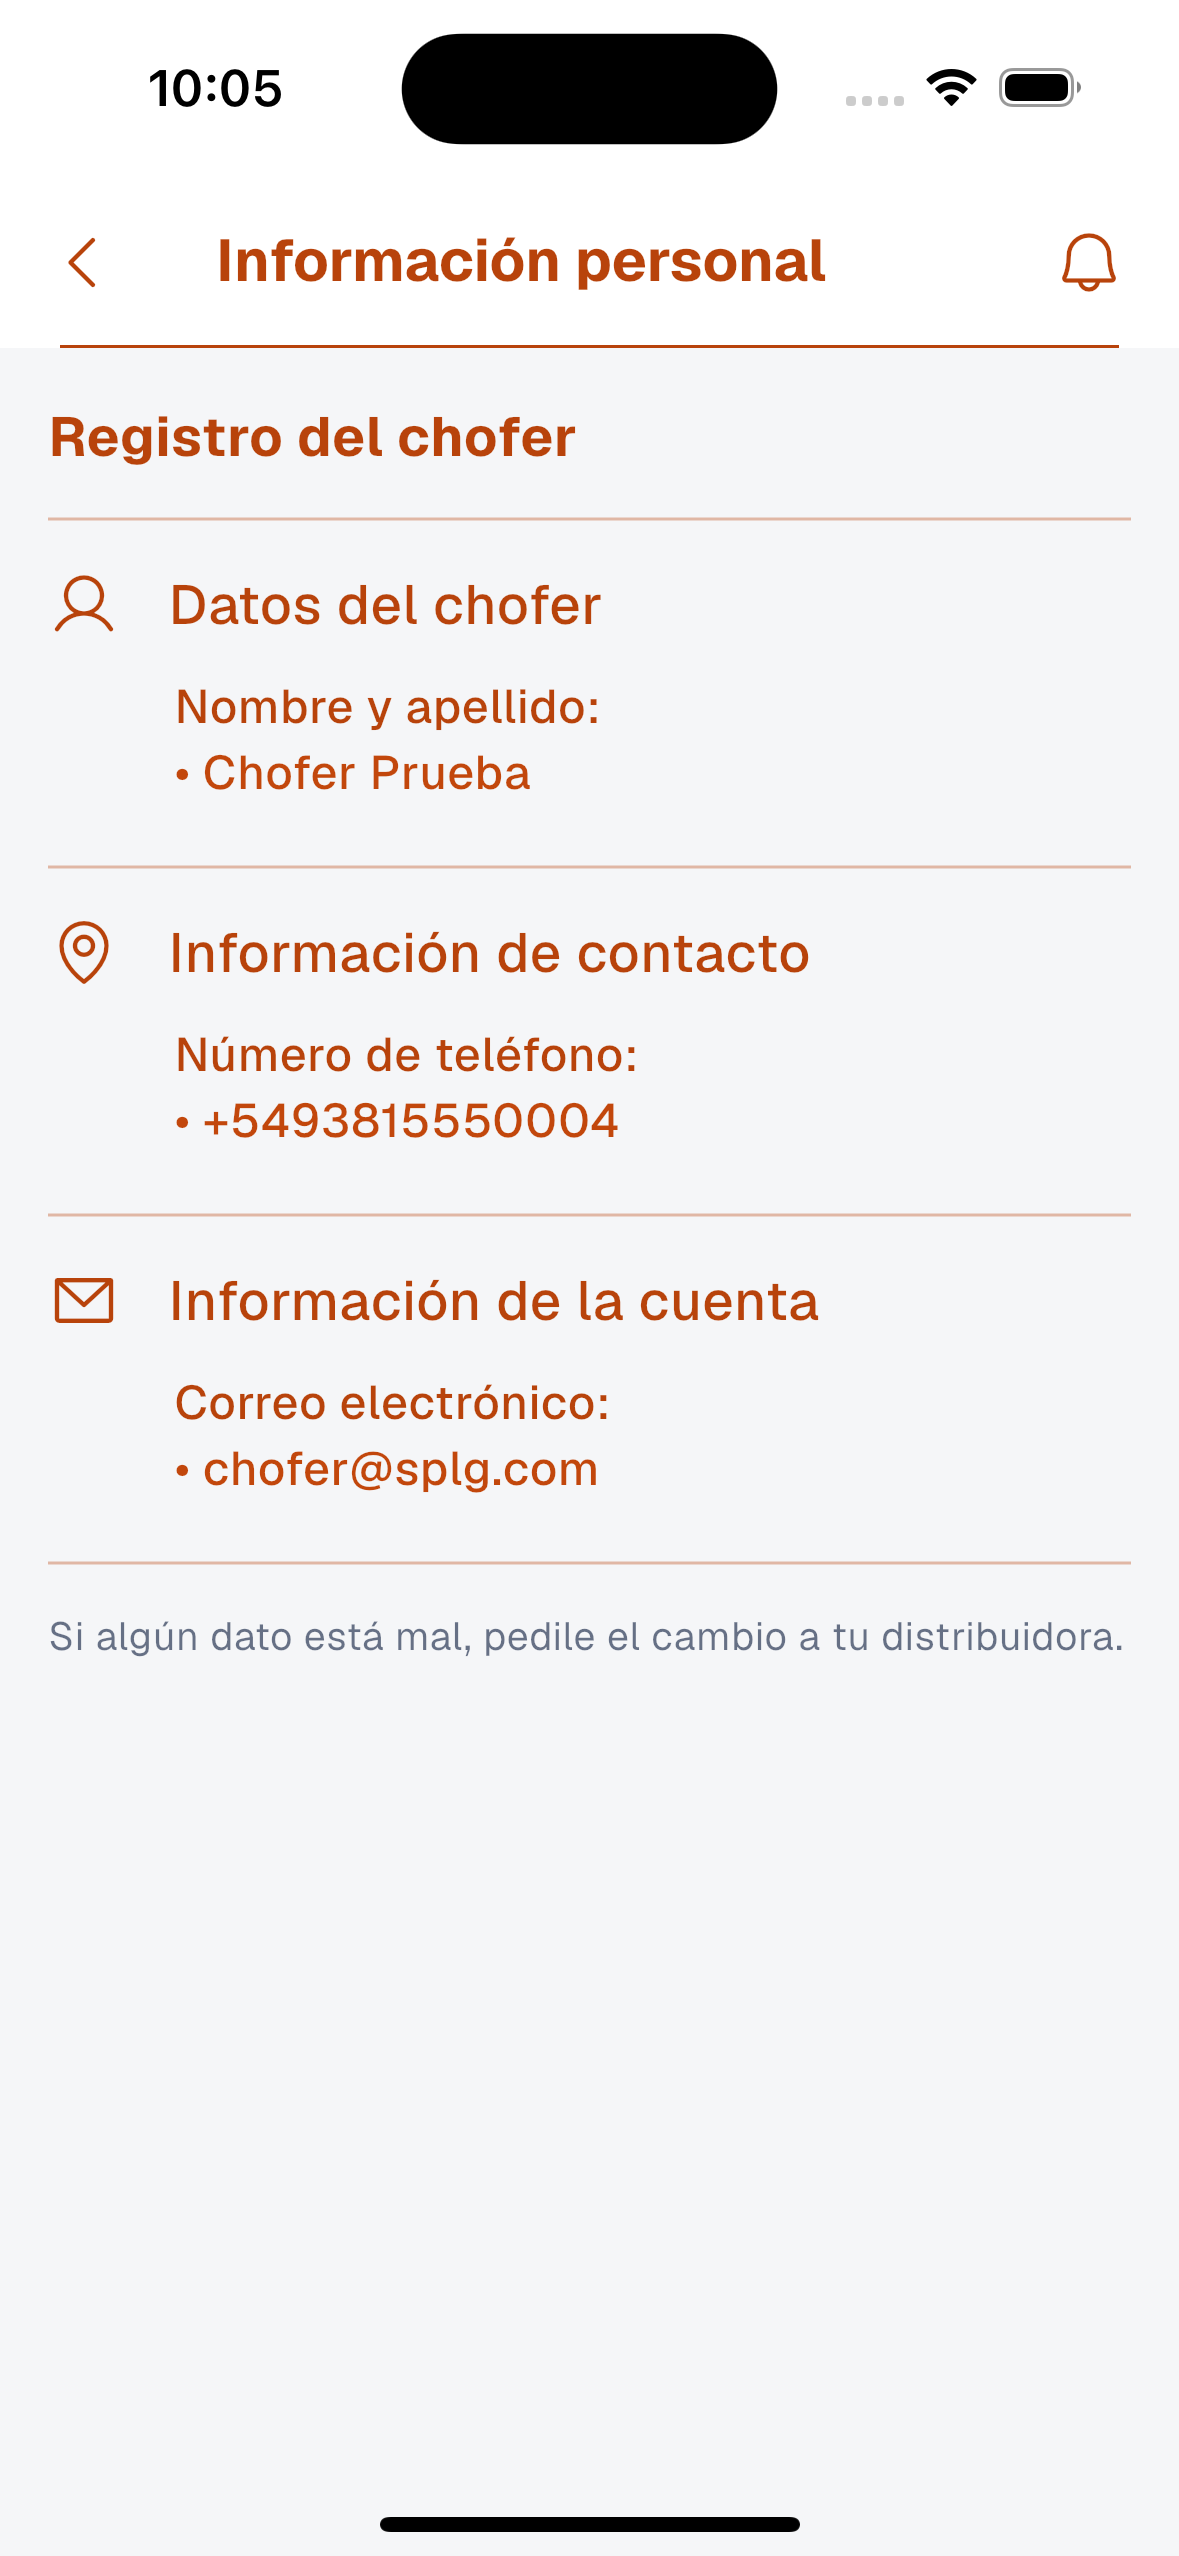 10:05
Información personal
Registro del chofer
Datos del chofer
Nombre y apellido:
• Chofer Prueba
Información de contacto
Número de teléfono:
• +5493815550004
Información de la cuenta
Correo electrónico:
• chofer@splg.com
Si algún dato está mal, pedile el cambio a tu distribuidora.